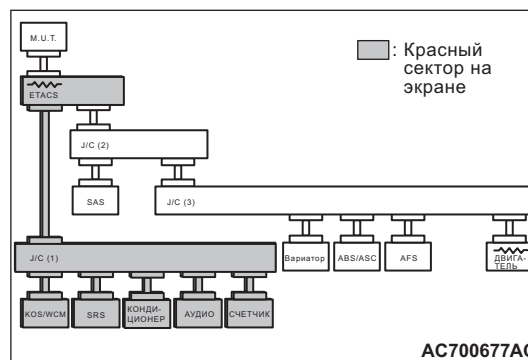 M.U.T.
: Красный
сектор на
экране
ETACS
J/C (2)
SAS
J/C (3)
J/C (1)
Вариатор
ABS/ASC
AFS
ДВИГА-
ТЕЛЬ
KOS/WCM
SRS
КОНДИ-
ЦИОНЕР
АУДИО
СЧЕТЧИК